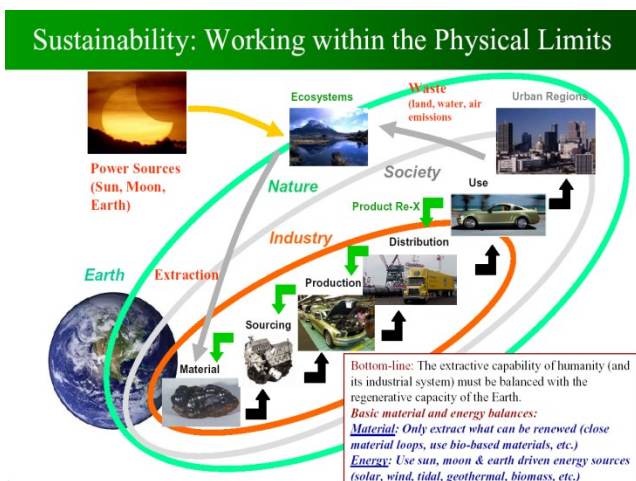 Sustainability: Working within the Physical Limits
Ecosystems
Waste
(land, water, air
emissions
Urban Regions
Power Sources
(Sun, Moon,
Earth)
Nature
Society
Use
Product Re-X
Industry
Distribution
Earth
Extraction
Production
Sourcing
Material
Bottom-line: The extractive capability of humanity (and
its industrial system) must be balanced with the
regenerative capacity of the Earth.
Basic material and energy balances:
Material: Only extract what can be renewed (close
material loops, use bio-based materials, etc.)
Energy: Use sun, moon & earth driven energy sources
(solar, wind, tidal, geothermal, biomass, etc.)